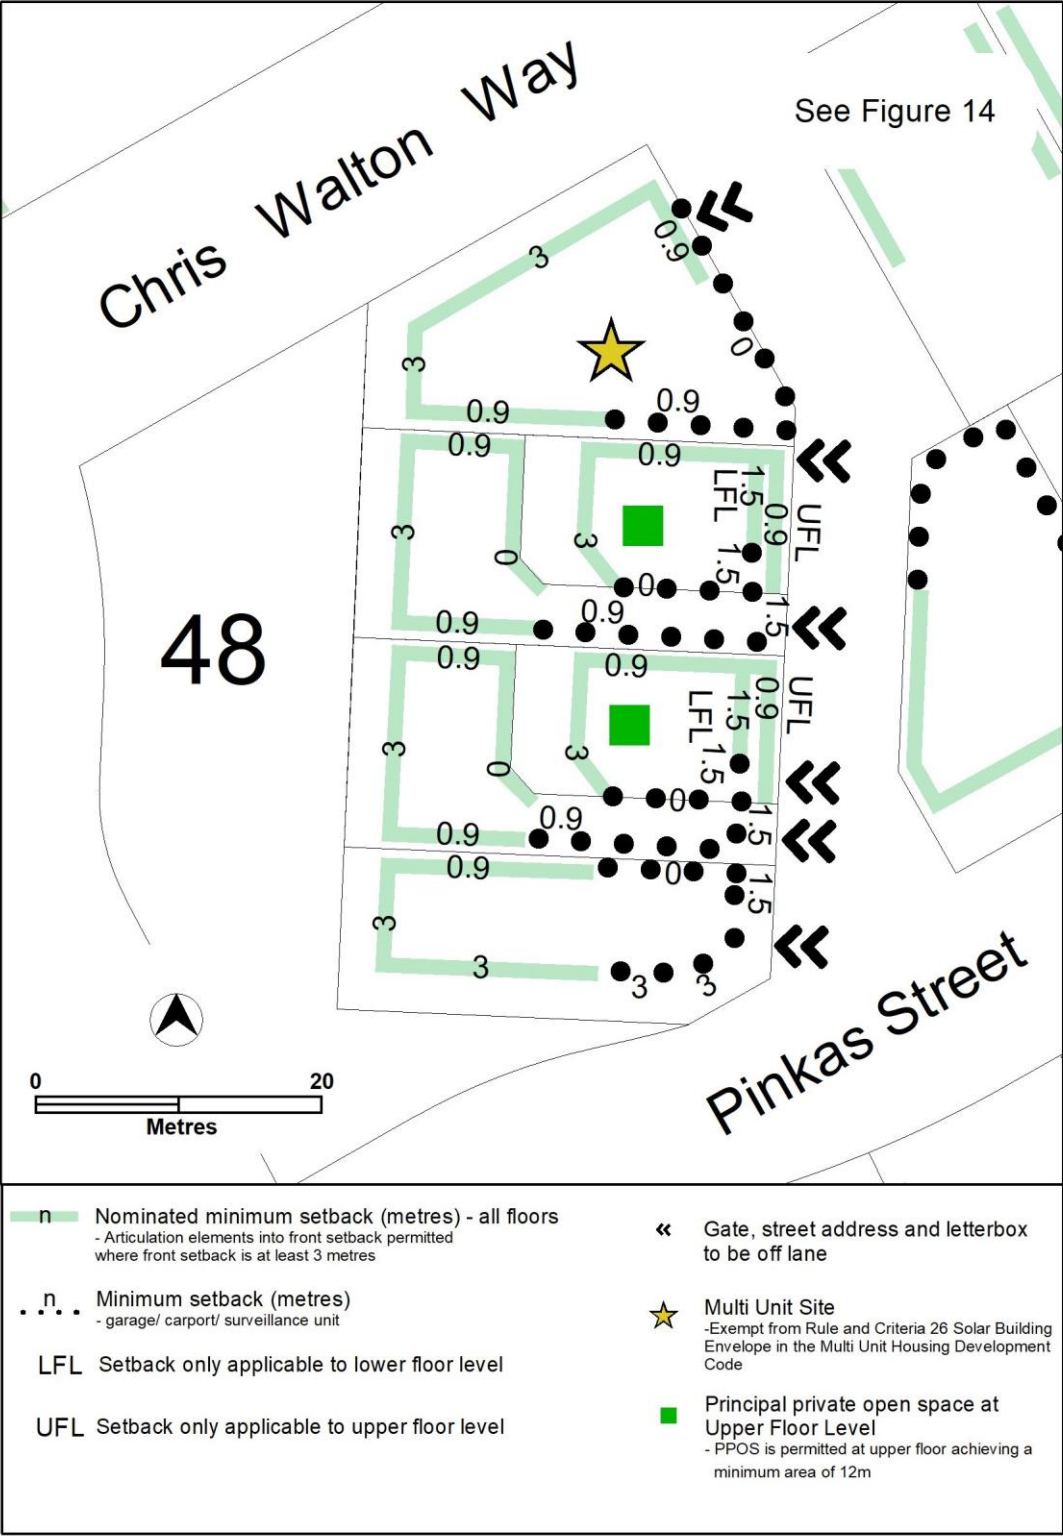 Chris Walton Way
See Figure 14
3
0.9
0
3
0.9
0.9
0.9
0.9
1.5
LFL
0.9
UFL
3
3
0
1.5
0
0.9
0.9
1.5
0.9
0.9
0.9
UFL
LFL
1.5
3
3
0
1.5
0
0.9
0.9
1.5
0.9
0
1.5
3
3
3
3
48
Pinkas Street
0
20
Metres
n
Nominated minimum setback (metres) - all floors
- Articulation elements into front setback permitted
where front setback is at least 3 metres
n
Minimum setback (metres)
- garage/ carport/ surveillance unit
LFL Setback only applicable to lower floor level
UFL Setback only applicable to upper floor level
Gate, street address and letterbox
to be off lane
Multi Unit Site
-Exempt from Rule and Criteria 26 Solar Building
Envelope in the Multi Unit Housing Development
Code
Principal private open space at
Upper Floor Level
- PPOS is permitted at upper floor achieving a
minimum area of 12m